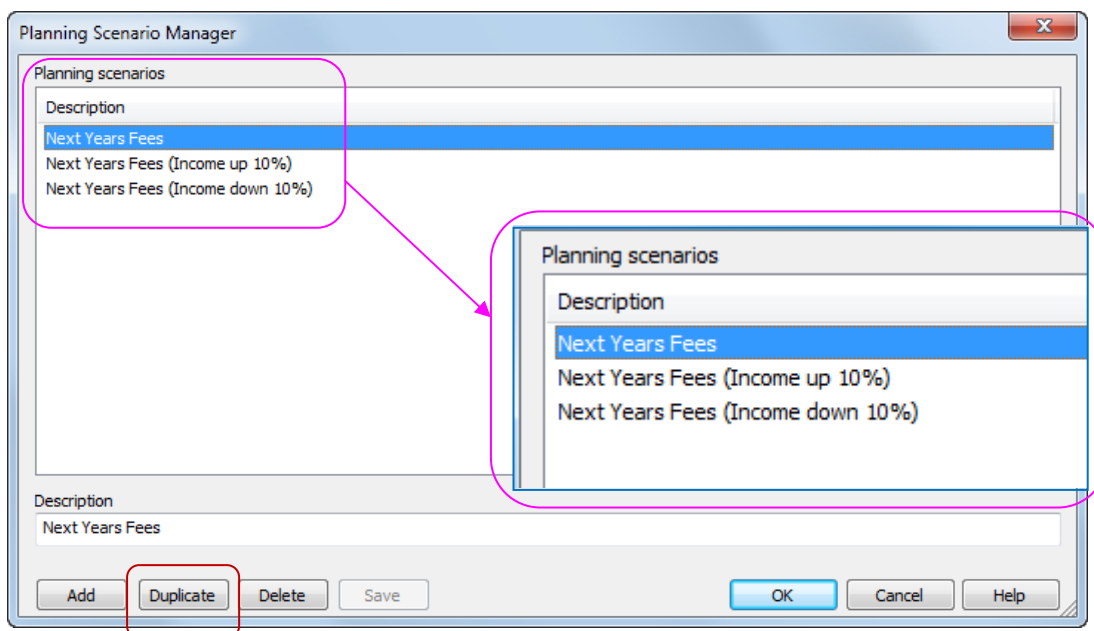 Planning Scenario Manager
X
Planning scenarios
Description
Next Years Fees
Next Years Fees (Income up 10%)
Next Years Fees (Income down 10%)
Planning scenarios
Description
Next Years Fees
Next Years Fees (Income up 10%)
Next Years Fees (Income down 10%)
Description
Next Years Fees
Add Duplicate Delete Save OK Cancel Help